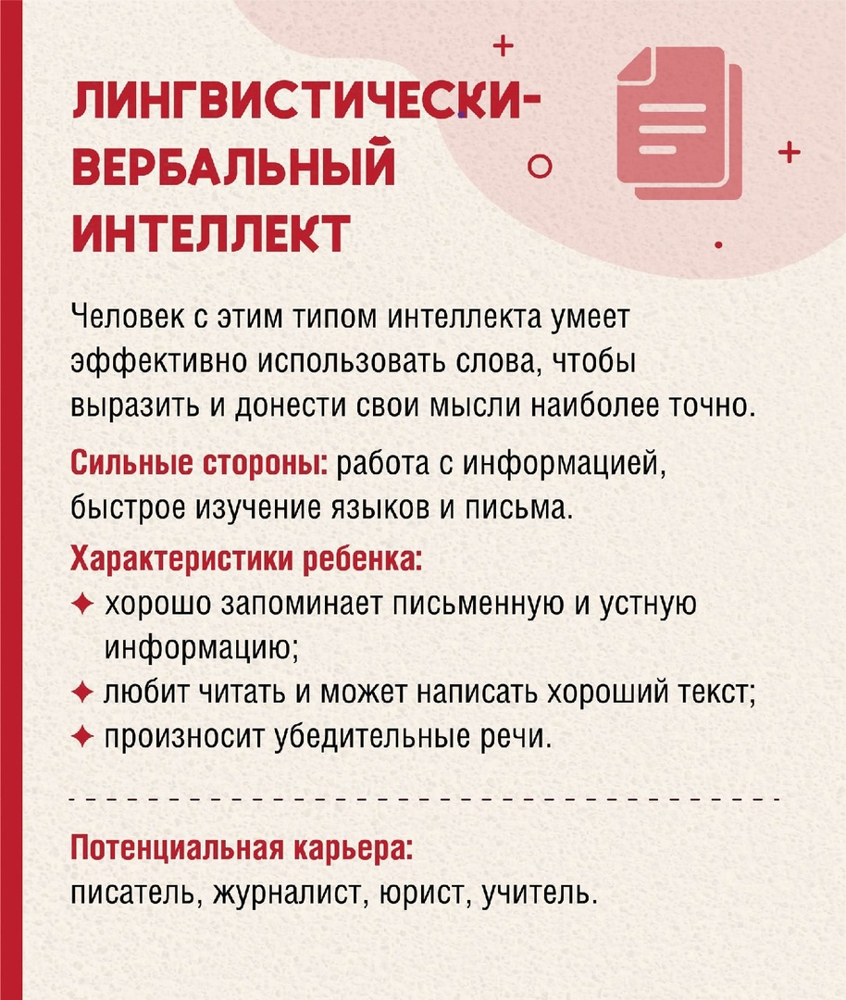 ЛИНГВИСТИЧЕСКИ-
ВЕРБАЛЬНЫЙ
ИНТЕЛЛЕКТ
Человек с этим типом интеллекта умеет
эффективно использовать слова, чтобы
выразить и донести свои мысли наиболее точно.
Сильные стороны: работа с информацией,
быстрое изучение языков и письма.
Характеристики ребенка:
✦ хорошо запоминает письменную и устную
информацию;
✦ любит читать и может написать хороший текст;
✦ произносит убедительные речи.
Потенциальная карьера:
писатель, журналист, юрист, учитель.